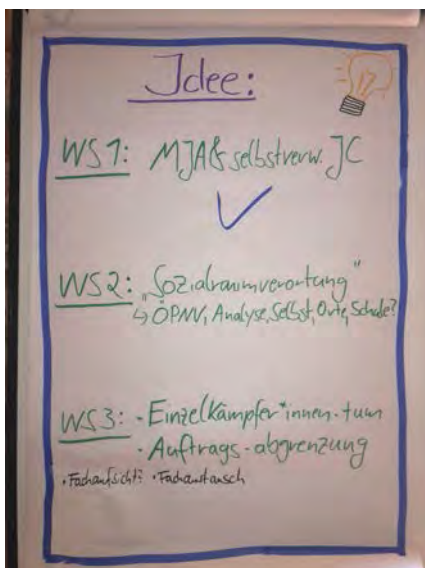 Idee:
WS1: MJA & selbstverw. JC
WS2: „Sozialraumverortung"
↳ ÖPNV, Analyse, Selbst, Orte, Schule?
WS3: · Einzelkämpfer*innen-tum
· Auftrags-abgrenzung
· Fachaufsicht? · Fachaustausch